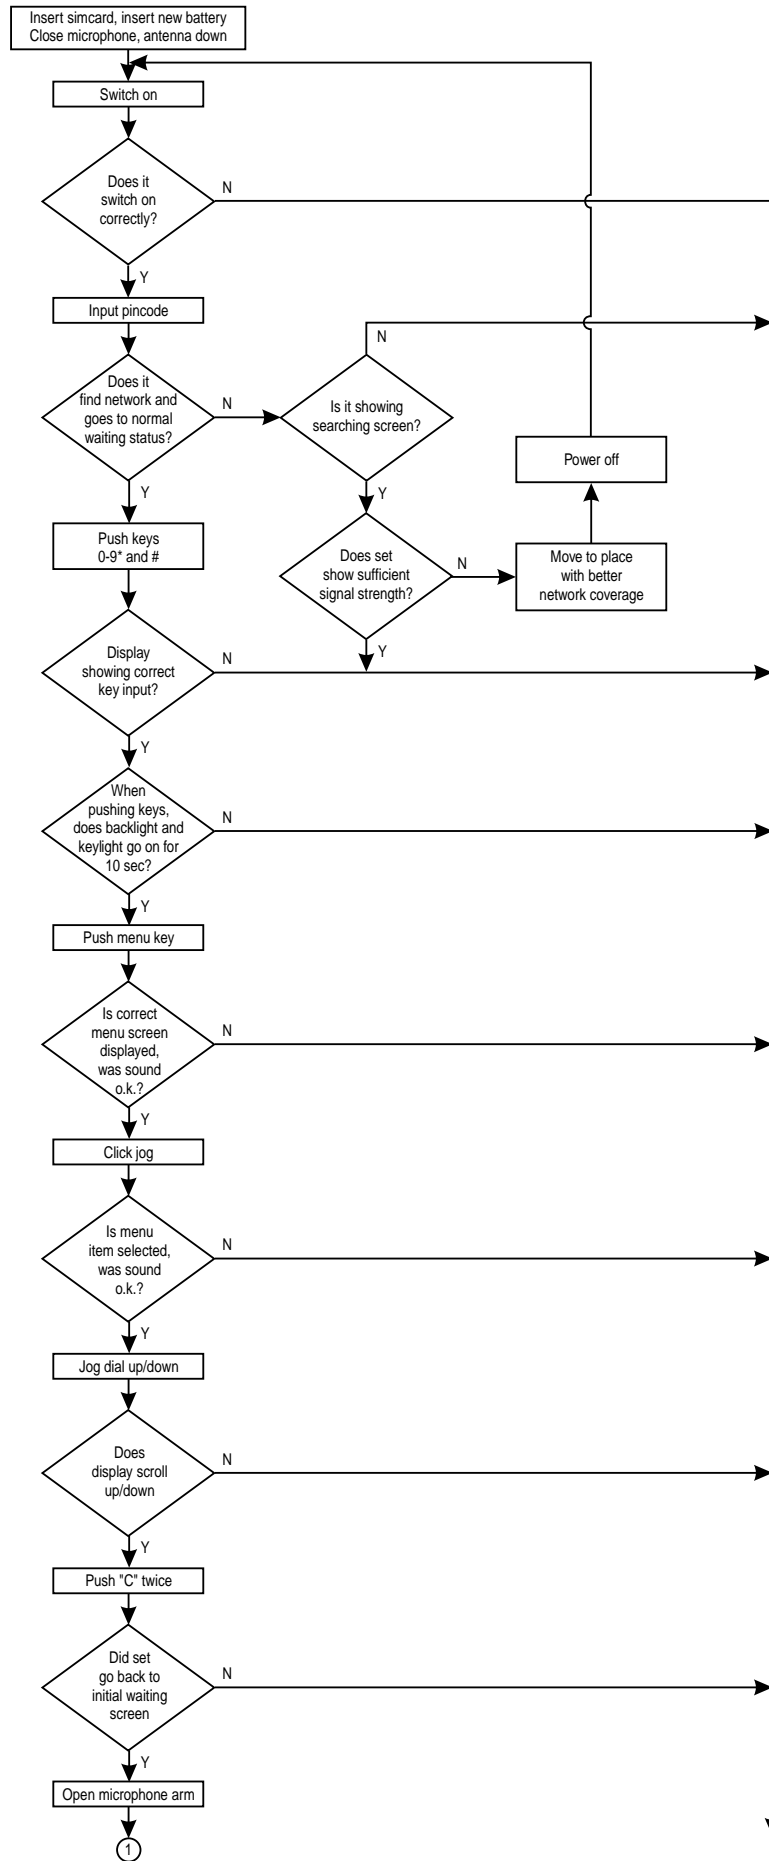 Insert simcard, insert new battery
Close microphone, antenna down
Switch on
Does it
switch on
correctly?
N
Y
Input pincode
Does it
find network and
goes to normal
waiting status?
N
Y
Is it showing
searching screen?
N
Y
Does set
show sufficient
signal strength?
N
Y
Move to place
with better
network coverage
Power off
Push keys
0-9* and #
Display
showing correct
key input?
N
Y
When
pushing keys,
does backlight and
keylight go on for
10 sec?
N
Y
Push menu key
Is correct
menu screen
displayed,
was sound
o.k.?
N
Y
Click jog
Is menu
item selected,
was sound
o.k.?
N
Y
Jog dial up/down
Does
display scroll
up/down
N
Y
Push "C" twice
Did set
go back to
initial waiting
screen
N
Y
Open microphone arm
1